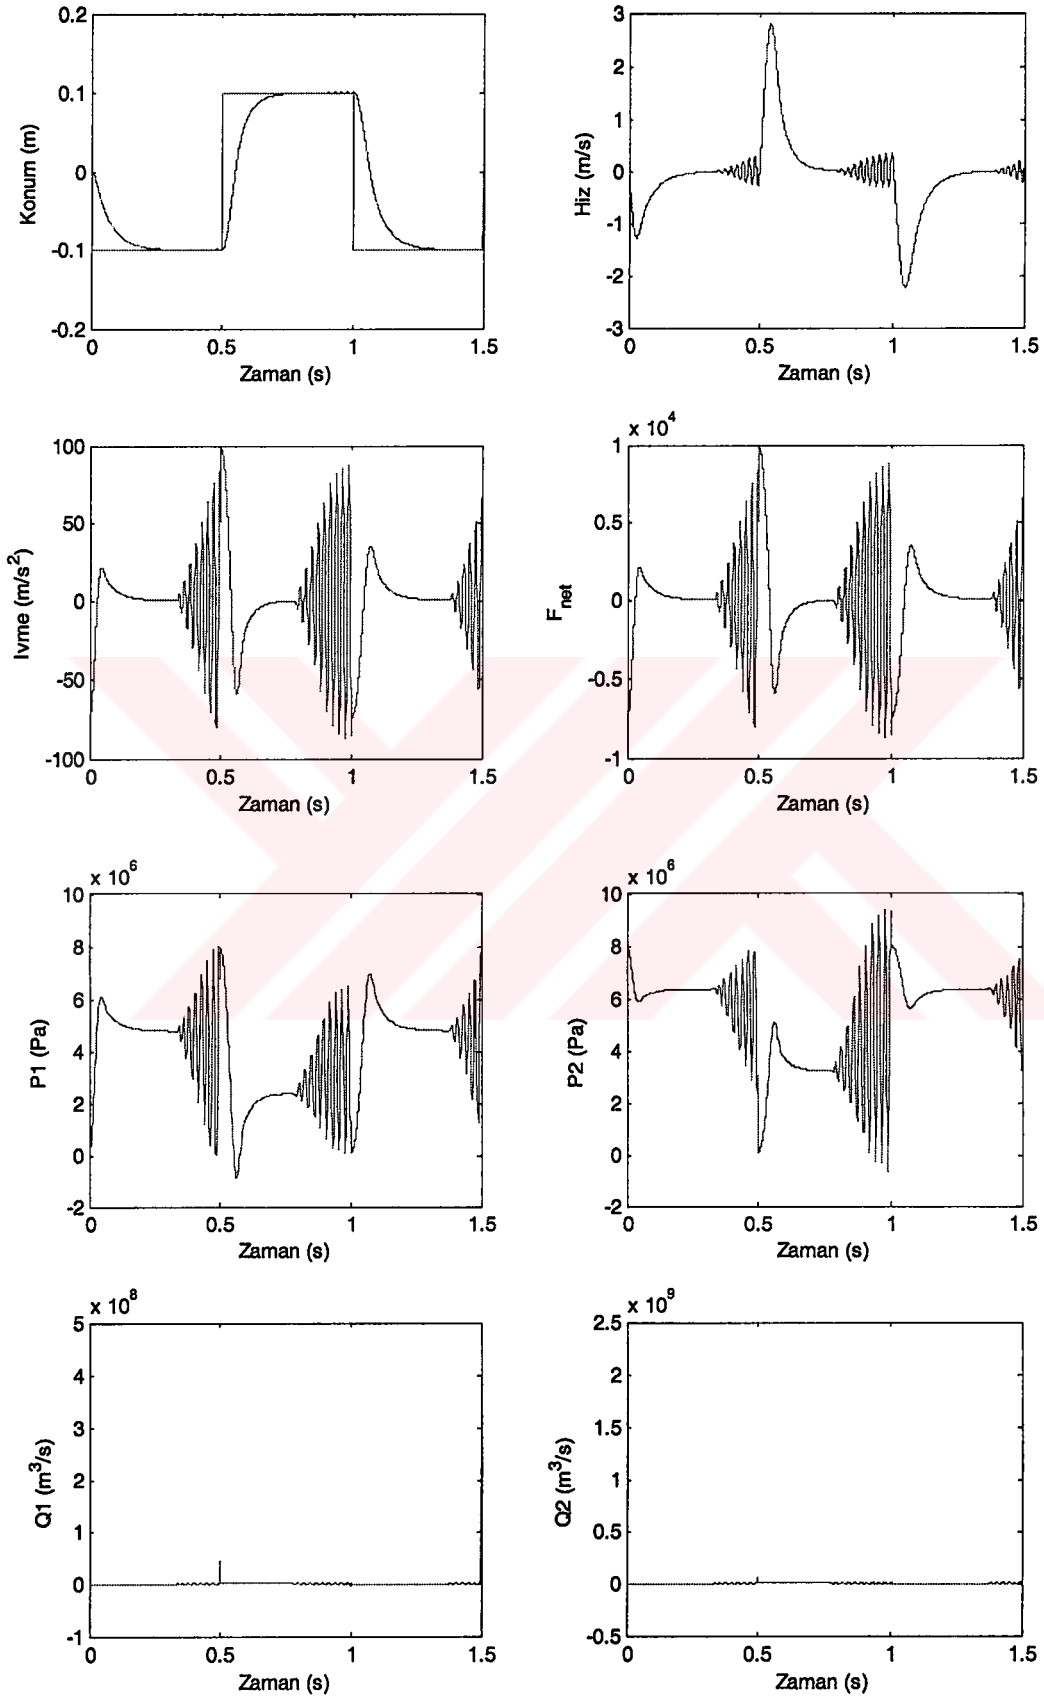 0.2
0.1
0
-0.1
-0.2
Konum (m)
0 0.5 1 1.5
Zaman (s)
3
2
1
0
-1
-2
-3
Hiz (m/s)
0 0.5 1 1.5
Zaman (s)
100
50
0
-50
-100
Ivme (m/s²)
0 0.5 1 1.5
Zaman (s)
x 10⁴
1
0.5
0
-0.5
-1
Fnet
0 0.5 1 1.5
Zaman (s)
x 10⁶
10
8
6
4
2
0
-2
P1 (Pa)
0 0.5 1 1.5
Zaman (s)
x 10⁶
10
8
6
4
2
0
-2
P2 (Pa)
0 0.5 1 1.5
Zaman (s)
x 10⁸
5
4
3
2
1
0
-1
Q1 (m³/s)
0 0.5 1 1.5
Zaman (s)
x 10⁹
2.5
2
1.5
1
0.5
0
-0.5
Q2 (m³/s)
0 0.5 1 1.5
Zaman (s)